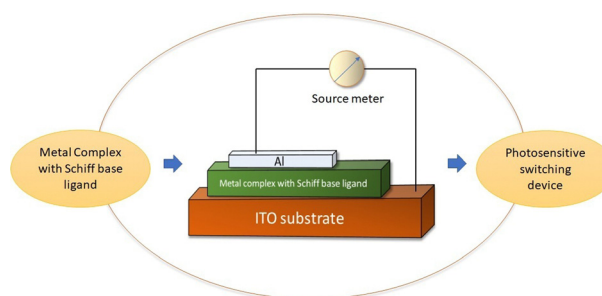 Source meter
Metal Complex
with Schiff base
ligand
Al
Metal complex with Schiff base ligand
ITO substrate
Photosensitive
switching
device